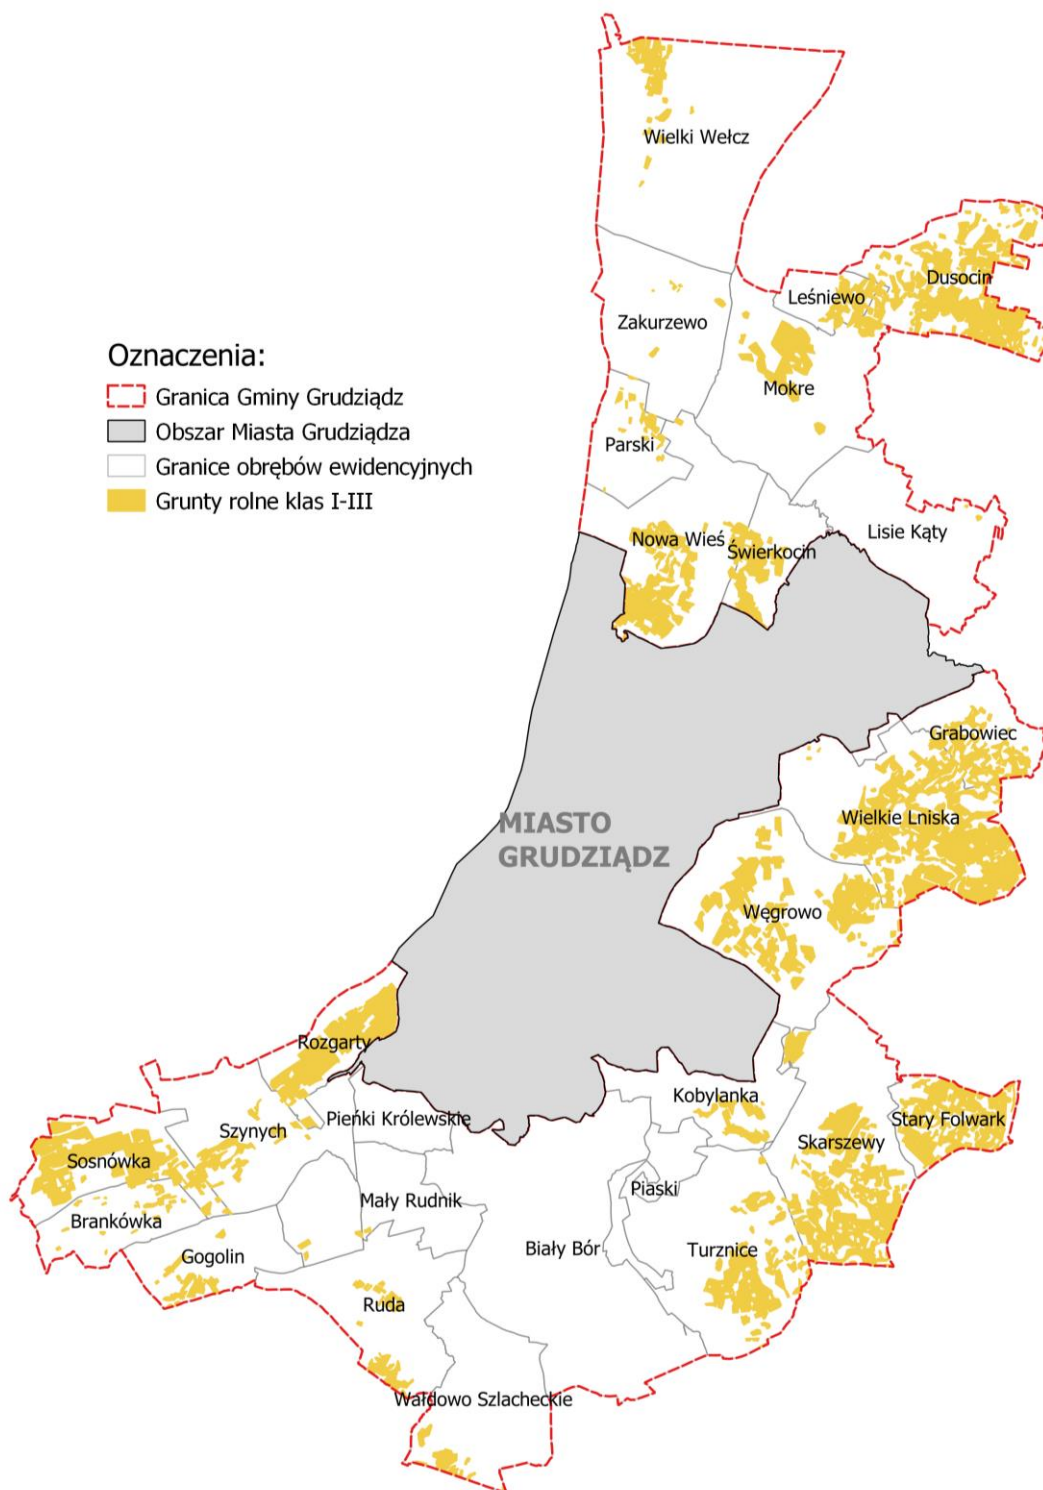 Wielki Wełcz
Dusocin
Leśniewo
Zakurzewo
Oznaczenia:
Granica Gminy Grudziądz
Obszar Miasta Grudziądza
Granice obrębów ewidencyjnych
Grunty rolne klas I-III
Mokre
Parski
Lisie Kąty
Nowa Wieś
Świerkocin
Grabowiec
Wielkie Lniska
MIASTO
GRUDZIĄDZ
Węgrowo
Rozgarty
Kobylanka
Pieńki Królewskie
Stary Folwark
Szynych
Skarszewy
Sosnówka
Piaski
Mały Rudnik
Brankówka
Biały Bór
Turznice
Gogolin
Ruda
Wałdowo Szlacheckie